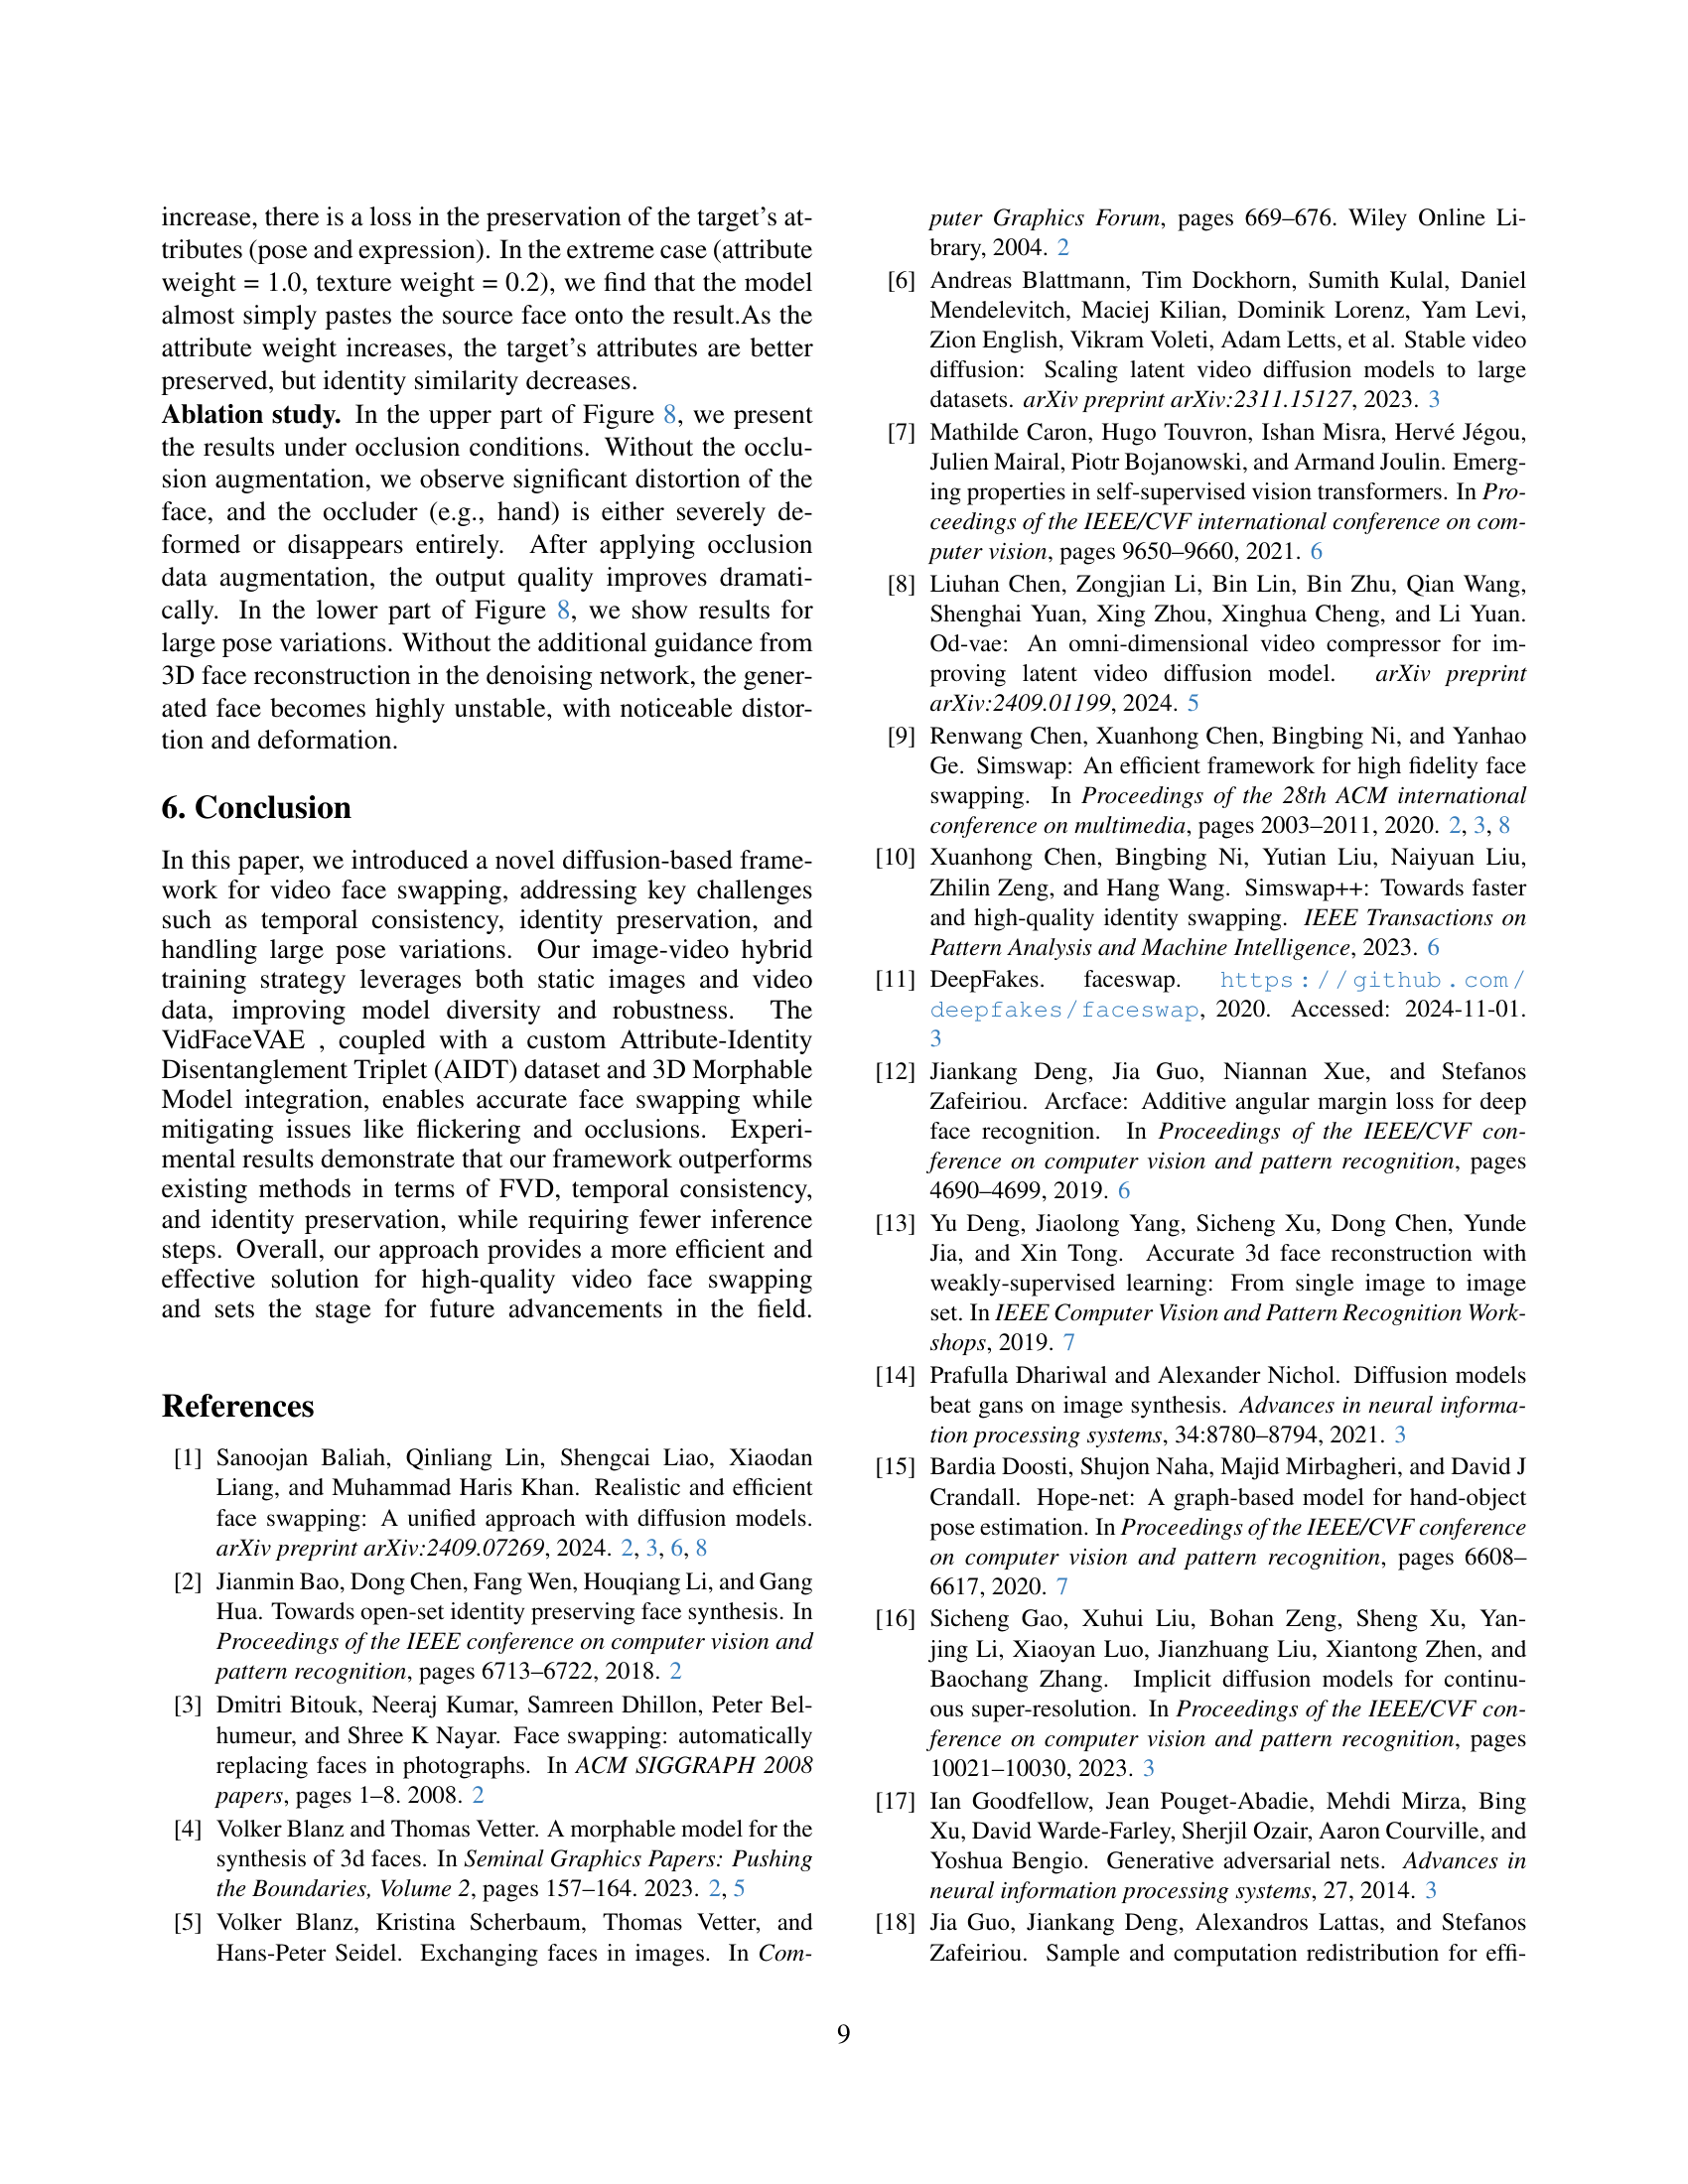 increase, there is a loss in the preservation of the target's at-
tributes (pose and expression). In the extreme case (attribute
weight = 1.0, texture weight = 0.2), we find that the model
almost simply pastes the source face onto the result.As the
attribute weight increases, the target's attributes are better
preserved, but identity similarity decreases.
Ablation study. In the upper part of Figure 8, we present
the results under occlusion conditions. Without the occlu-
sion augmentation, we observe significant distortion of the
face, and the occluder (e.g., hand) is either severely de-
formed or disappears entirely. After applying occlusion
data augmentation, the output quality improves dramati-
cally. In the lower part of Figure 8, we show results for
large pose variations. Without the additional guidance from
3D face reconstruction in the denoising network, the gener-
ated face becomes highly unstable, with noticeable distor-
tion and deformation.
6. Conclusion
In this paper, we introduced a novel diffusion-based frame-
work for video face swapping, addressing key challenges
such as temporal consistency, identity preservation, and
handling large pose variations. Our image-video hybrid
training strategy leverages both static images and video
data, improving model diversity and robustness. The
VidFaceVAE , coupled with a custom Attribute-Identity
Disentanglement Triplet (AIDT) dataset and 3D Morphable
Model integration, enables accurate face swapping while
mitigating issues like flickering and occlusions. Experi-
mental results demonstrate that our framework outperforms
existing methods in terms of FVD, temporal consistency,
and identity preservation, while requiring fewer inference
steps. Overall, our approach provides a more efficient and
effective solution for high-quality video face swapping
and sets the stage for future advancements in the field.
References
[1] Sanoojan Baliah, Qinliang Lin, Shengcai Liao, Xiaodan
Liang, and Muhammad Haris Khan. Realistic and efficient
face swapping: A unified approach with diffusion models.
arXiv preprint arXiv:2409.07269, 2024. 2, 3, 6, 8
[2] Jianmin Bao, Dong Chen, Fang Wen, Houqiang Li, and Gang
Hua. Towards open-set identity preserving face synthesis. In
Proceedings of the IEEE conference on computer vision and
pattern recognition, pages 6713–6722, 2018. 2
[3] Dmitri Bitouk, Neeraj Kumar, Samreen Dhillon, Peter Bel-
humeur, and Shree K Nayar. Face swapping: automatically
replacing faces in photographs. In ACM SIGGRAPH 2008
papers, pages 1–8. 2008. 2
[4] Volker Blanz and Thomas Vetter. A morphable model for the
synthesis of 3d faces. In Seminal Graphics Papers: Pushing
the Boundaries, Volume 2, pages 157–164. 2023. 2, 5
[5] Volker Blanz, Kristina Scherbaum, Thomas Vetter, and
Hans-Peter Seidel. Exchanging faces in images. In Com-
puter Graphics Forum, pages 669–676. Wiley Online Li-
brary, 2004. 2
[6] Andreas Blattmann, Tim Dockhorn, Sumith Kulal, Daniel
Mendelevitch, Maciej Kilian, Dominik Lorenz, Yam Levi,
Zion English, Vikram Voleti, Adam Letts, et al. Stable video
diffusion: Scaling latent video diffusion models to large
datasets. arXiv preprint arXiv:2311.15127, 2023. 3
[7] Mathilde Caron, Hugo Touvron, Ishan Misra, Hervé Jégou,
Julien Mairal, Piotr Bojanowski, and Armand Joulin. Emerg-
ing properties in self-supervised vision transformers. In Pro-
ceedings of the IEEE/CVF international conference on com-
puter vision, pages 9650–9660, 2021. 6
[8] Liuhan Chen, Zongjian Li, Bin Lin, Bin Zhu, Qian Wang,
Shenghai Yuan, Xing Zhou, Xinghua Cheng, and Li Yuan.
Od-vae: An omni-dimensional video compressor for im-
proving latent video diffusion model. arXiv preprint
arXiv:2409.01199, 2024. 5
[9] Renwang Chen, Xuanhong Chen, Bingbing Ni, and Yanhao
Ge. Simswap: An efficient framework for high fidelity face
swapping. In Proceedings of the 28th ACM international
conference on multimedia, pages 2003–2011, 2020. 2, 3, 8
[10] Xuanhong Chen, Bingbing Ni, Yutian Liu, Naiyuan Liu,
Zhilin Zeng, and Hang Wang. Simswap++: Towards faster
and high-quality identity swapping. IEEE Transactions on
Pattern Analysis and Machine Intelligence, 2023. 6
[11] DeepFakes. faceswap. https://github.com/
deepfakes/faceswap, 2020. Accessed: 2024-11-01.
3
[12] Jiankang Deng, Jia Guo, Niannan Xue, and Stefanos
Zafeiriou. Arcface: Additive angular margin loss for deep
face recognition. In Proceedings of the IEEE/CVF con-
ference on computer vision and pattern recognition, pages
4690–4699, 2019. 6
[13] Yu Deng, Jiaolong Yang, Sicheng Xu, Dong Chen, Yunde
Jia, and Xin Tong. Accurate 3d face reconstruction with
weakly-supervised learning: From single image to image
set. In IEEE Computer Vision and Pattern Recognition Work-
shops, 2019. 7
[14] Prafulla Dhariwal and Alexander Nichol. Diffusion models
beat gans on image synthesis. Advances in neural informa-
tion processing systems, 34:8780–8794, 2021. 3
[15] Bardia Doosti, Shujon Naha, Majid Mirbagheri, and David J
Crandall. Hope-net: A graph-based model for hand-object
pose estimation. In Proceedings of the IEEE/CVF conference
on computer vision and pattern recognition, pages 6608–
6617, 2020. 7
[16] Sicheng Gao, Xuhui Liu, Bohan Zeng, Sheng Xu, Yan-
jing Li, Xiaoyan Luo, Jianzhuang Liu, Xiantong Zhen, and
Baochang Zhang. Implicit diffusion models for continu-
ous super-resolution. In Proceedings of the IEEE/CVF con-
ference on computer vision and pattern recognition, pages
10021–10030, 2023. 3
[17] Ian Goodfellow, Jean Pouget-Abadie, Mehdi Mirza, Bing
Xu, David Warde-Farley, Sherjil Ozair, Aaron Courville, and
Yoshua Bengio. Generative adversarial nets. Advances in
neural information processing systems, 27, 2014. 3
[18] Jia Guo, Jiankang Deng, Alexandros Lattas, and Stefanos
Zafeiriou. Sample and computation redistribution for effi-
9